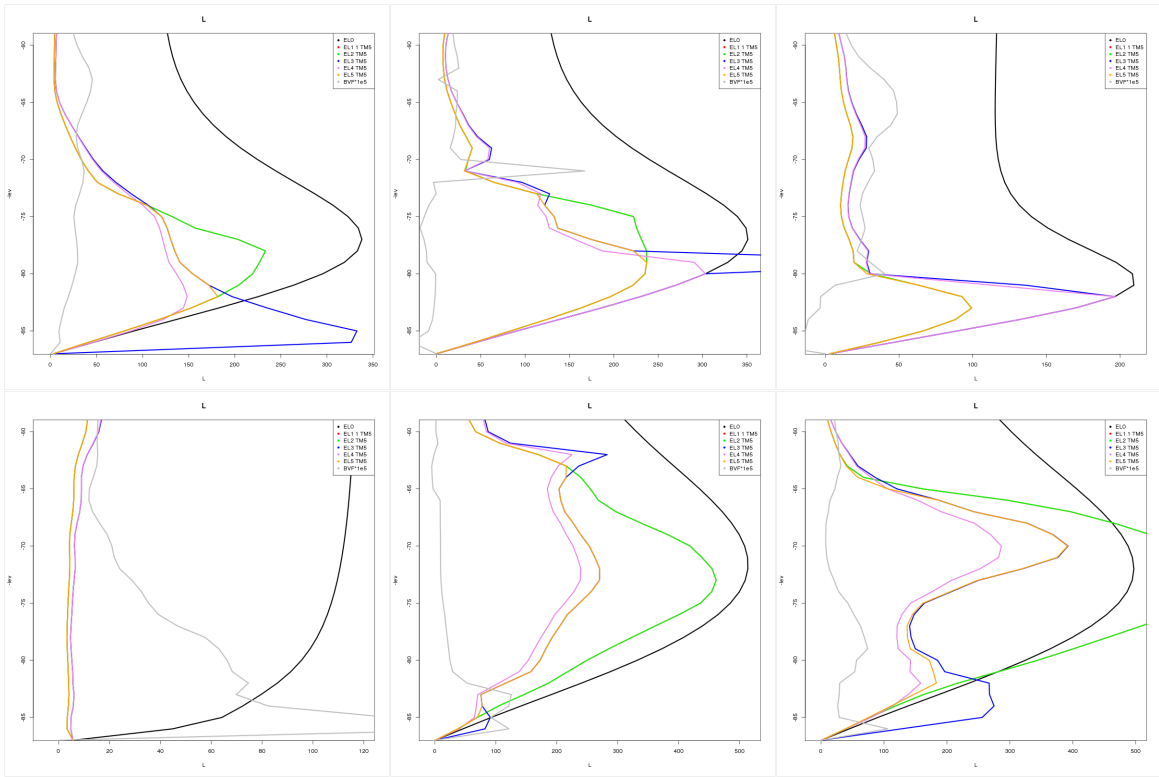 L
-60
-65
-70
-75
-80
-85
-lev
0
50
100
150
200
250
300
350
L
EL0
EL1 1 TM5
EL2 TM5
EL3 TM5
EL4 TM5
EL5 TM5
BVF*1e5
L
-60
-65
-70
-75
-80
-85
-lev
0
50
100
150
200
250
300
350
L
EL0
EL1 1 TM5
EL2 TM5
EL3 TM5
EL4 TM5
EL5 TM5
BVF*1e5
L
-60
-65
-70
-75
-80
-85
-lev
0
50
100
150
200
L
EL0
EL1 1 TM5
EL2 TM5
EL3 TM5
EL4 TM5
EL5 TM5
BVF*1e5
L
-60
-65
-70
-75
-80
-85
-lev
0
20
40
60
80
100
120
L
EL0
EL1 1 TM5
EL2 TM5
EL3 TM5
EL4 TM5
EL5 TM5
BVF*1e5
L
-60
-65
-70
-75
-80
-85
-lev
0
100
200
300
400
500
L
EL0
EL1 1 TM5
EL2 TM5
EL3 TM5
EL4 TM5
EL5 TM5
BVF*1e5
L
-60
-65
-70
-75
-80
-85
-lev
0
100
200
300
400
500
L
EL0
EL1 1 TM5
EL2 TM5
EL3 TM5
EL4 TM5
EL5 TM5
BVF*1e5